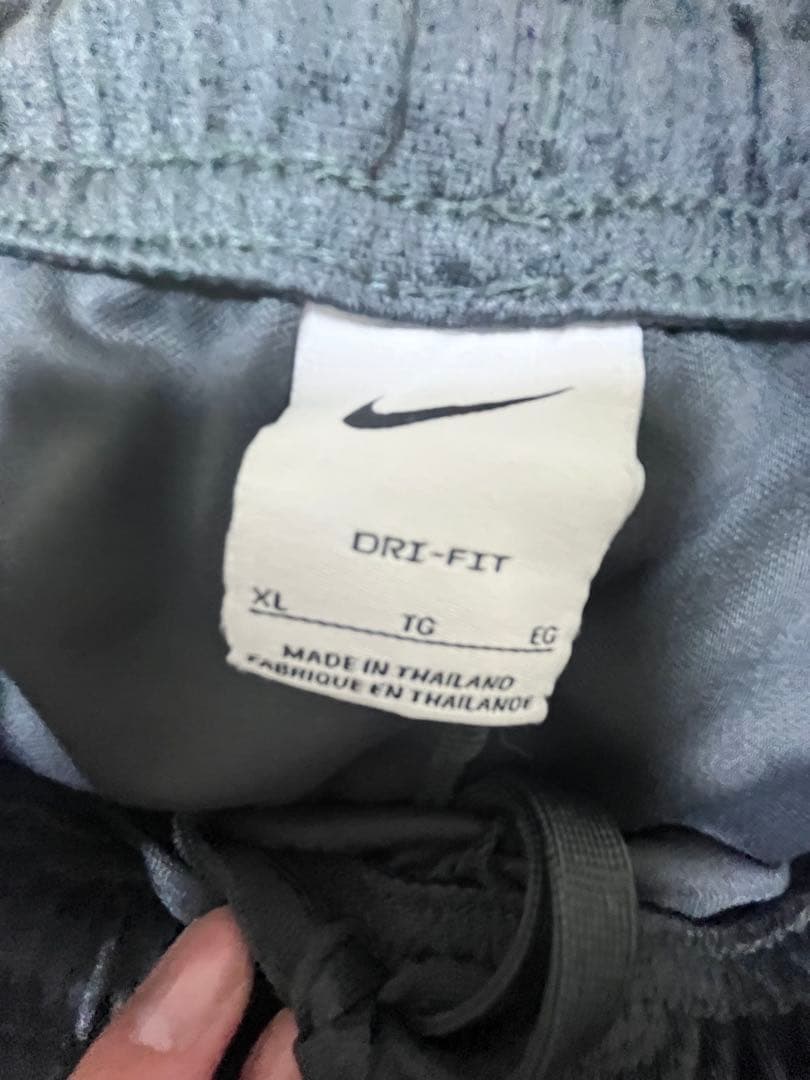 DRI-FIT
XL TG EG
MADE IN THAILAND
FABRIQUE EN THAILANDE